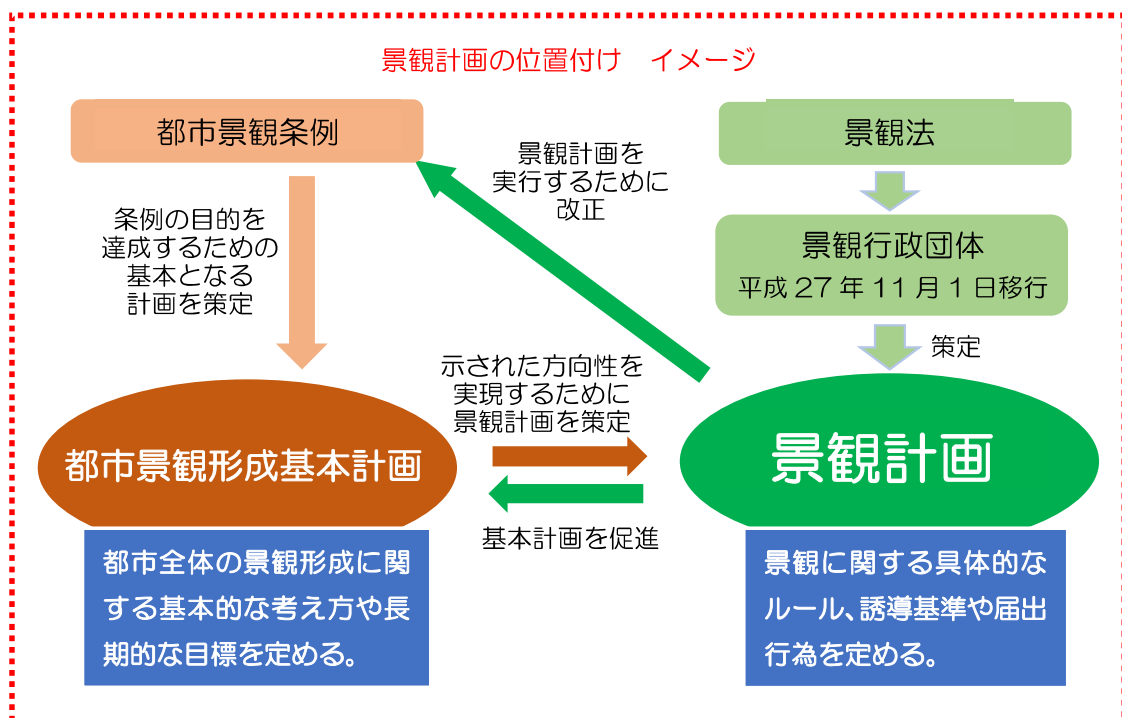 景観計画の位置付け　イメージ
都市景観条例
景観法
景観計画を
実行するために
改正
条例の目的を
達成するための
基本となる
計画を策定
景観行政団体
平成 27 年 11 月 1 日移行
策定
示された方向性を
実現するために
景観計画を策定
都市景観形成基本計画
景観計画
基本計画を促進
都市全体の景観形成に関
する基本的な考え方や長
期的な目標を定める。
景観に関する具体的な
ルール、誘導基準や届出
行為を定める。